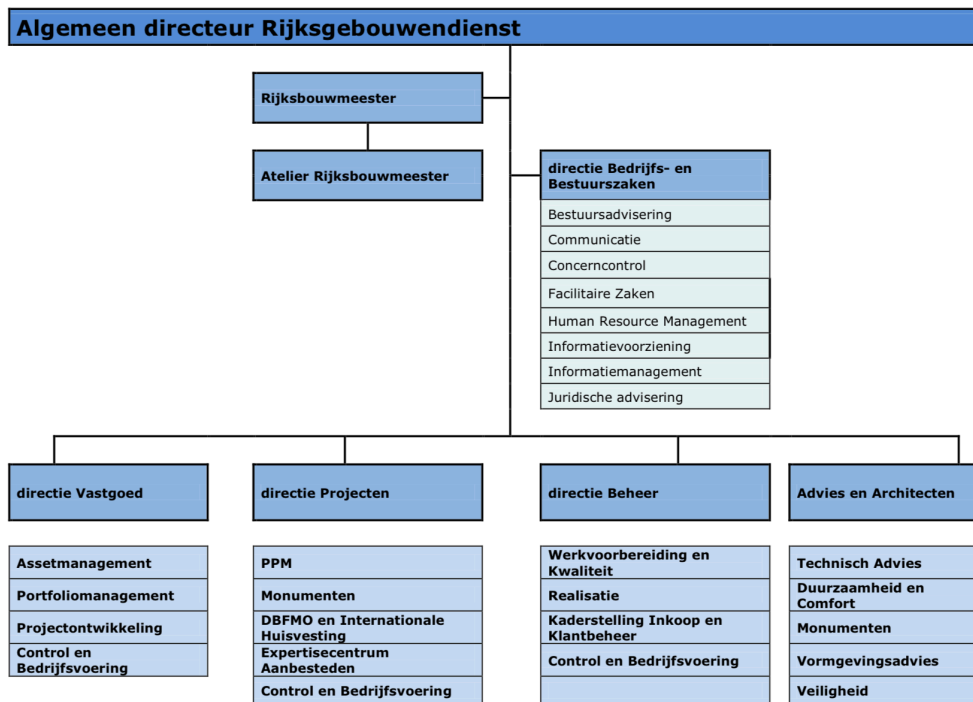 Algemeen directeur Rijksgebouwendienst
Rijksbouwmeester
Atelier Rijksbouwmeester
directie Bedrijfs- en
Bestuurszaken
Bestuursadvisering
Communicatie
Concerncontrol
Facilitaire Zaken
Human Resource Management
Informatievoorziening
Informatiemanagement
Juridische advisering
directie Vastgoed
Assetmanagement
Portfoliomanagement
Projectontwikkeling
Control en
Bedrijfsvoering
directie Projecten
PPM
Monumenten
DBFMO en Internationale
Huisvesting
Expertisecentrum
Aanbesteden
Control en Bedrijfsvoering
directie Beheer
Werkvoorbereiding en
Kwaliteit
Realisatie
Kaderstelling Inkoop en
Klantbeheer
Control en Bedrijfsvoering
Advies en Architecten
Technisch Advies
Duurzaamheid en
Comfort
Monumenten
Vormgevingsadvies
Veiligheid